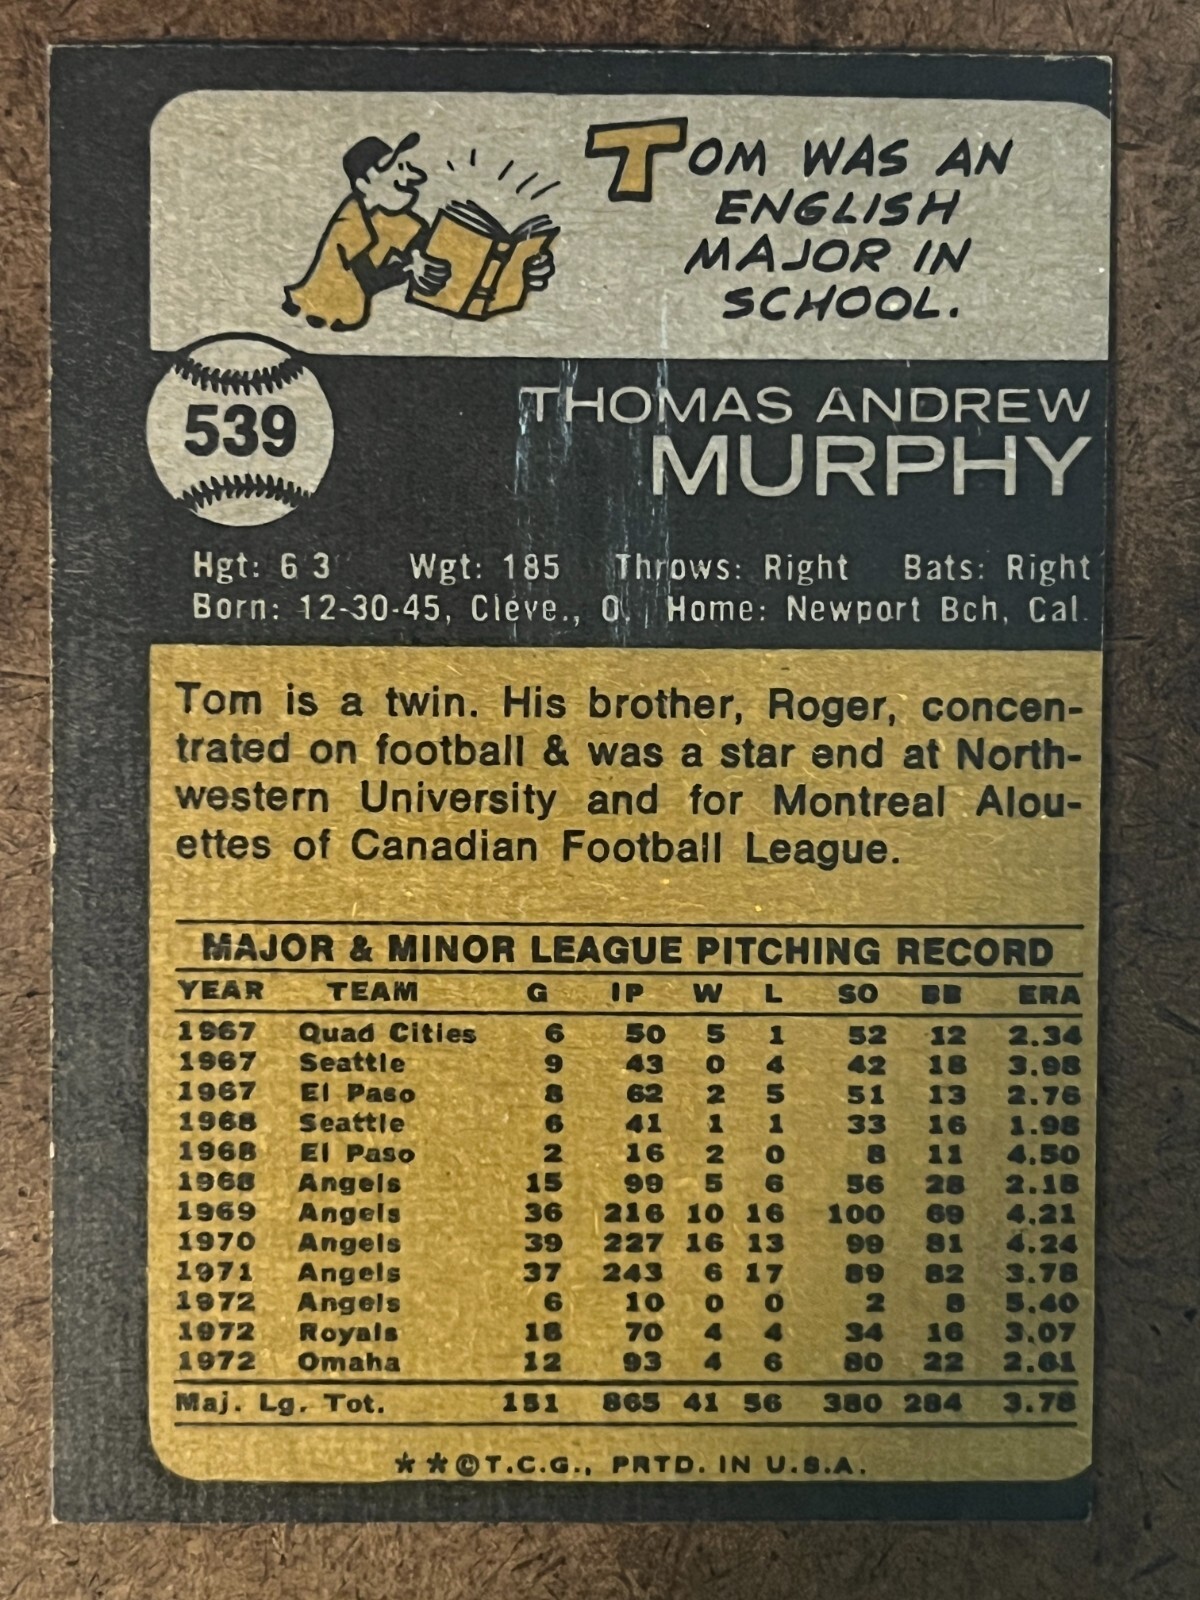 TOM WAS AN
ENGLISH
MAJOR IN
SCHOOL.
539
THOMAS ANDREW
MURPHY
Hgt: 6 3 Wgt: 185 Throws: Right Bats: Right
Born: 12-30-45, Cleve., O. Home: Newport Bch, Cal.
Tom is a twin. His brother, Roger, concen-
trated on football & was a star end at North-
western University and for Montreal Alou-
ettes of Canadian Football League.
MAJOR & MINOR LEAGUE PITCHING RECORD
YEAR TEAM G IP W L SO BB ERA
1967 Quad Cities 6 50 5 1 52 12 2.34
1967 Seattle 9 43 0 4 42 18 3.98
1967 El Paso 8 62 2 5 51 13 2.76
1968 Seattle 6 41 1 1 33 16 1.98
1968 El Paso 2 16 2 0 8 11 4.50
1968 Angels 15 99 5 6 56 28 2.18
1969 Angels 36 216 10 16 100 69 4.21
1970 Angels 39 227 16 13 99 81 4.24
1971 Angels 37 243 6 17 89 82 3.78
1972 Angels 6 10 0 0 2 8 5.40
1972 Royals 18 70 4 4 34 16 3.07
1972 Omaha 12 93 4 6 80 22 2.61
Maj. Lg. Tot. 151 865 41 56 380 284 3.78
★★©T.C.G., PRTD. IN U.S.A.